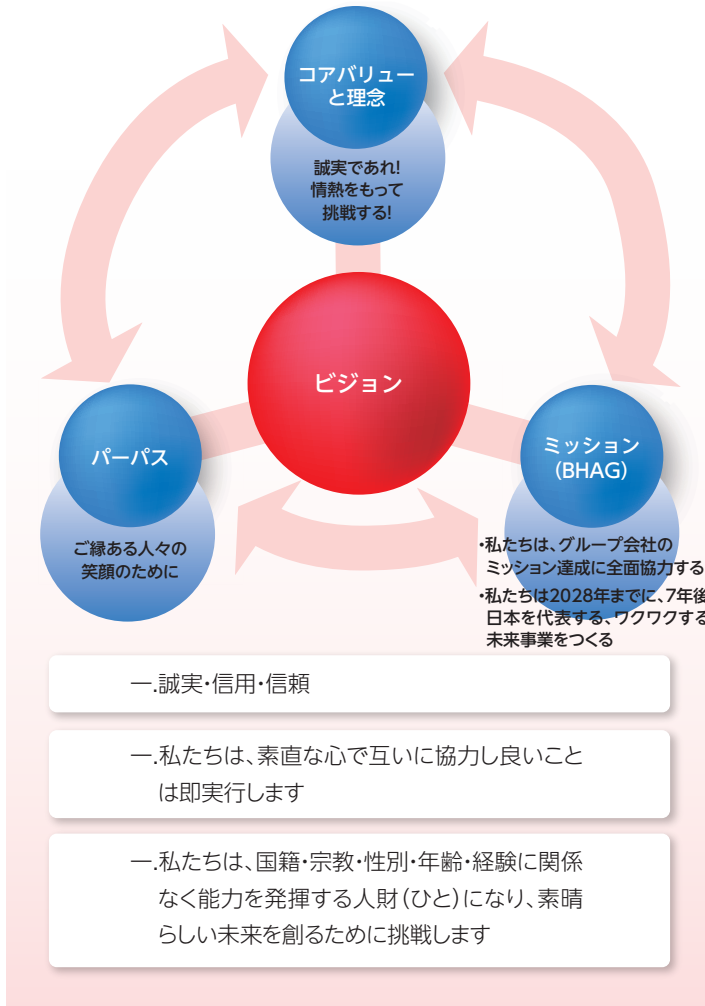 コアバリュー
と理念
誠実であれ!
情熱をもって
挑戦する!
ビジョン
パーパス
ご縁ある人々の
笑顔のために
ミッション
(BHAG)
・私たちは、グループ会社の
ミッション達成に全面協力する
・私たちは2028年までに、7年後
日本を代表する、ワクワクする
未来事業をつくる
一.誠実・信用・信頼
一.私たちは、素直な心で互いに協力し良いこと
は即実行します
一.私たちは、国籍・宗教・性別・年齢・経験に関係
なく能力を発揮する人財(ひと)になり、素晴
らしい未来を創るために挑戦します